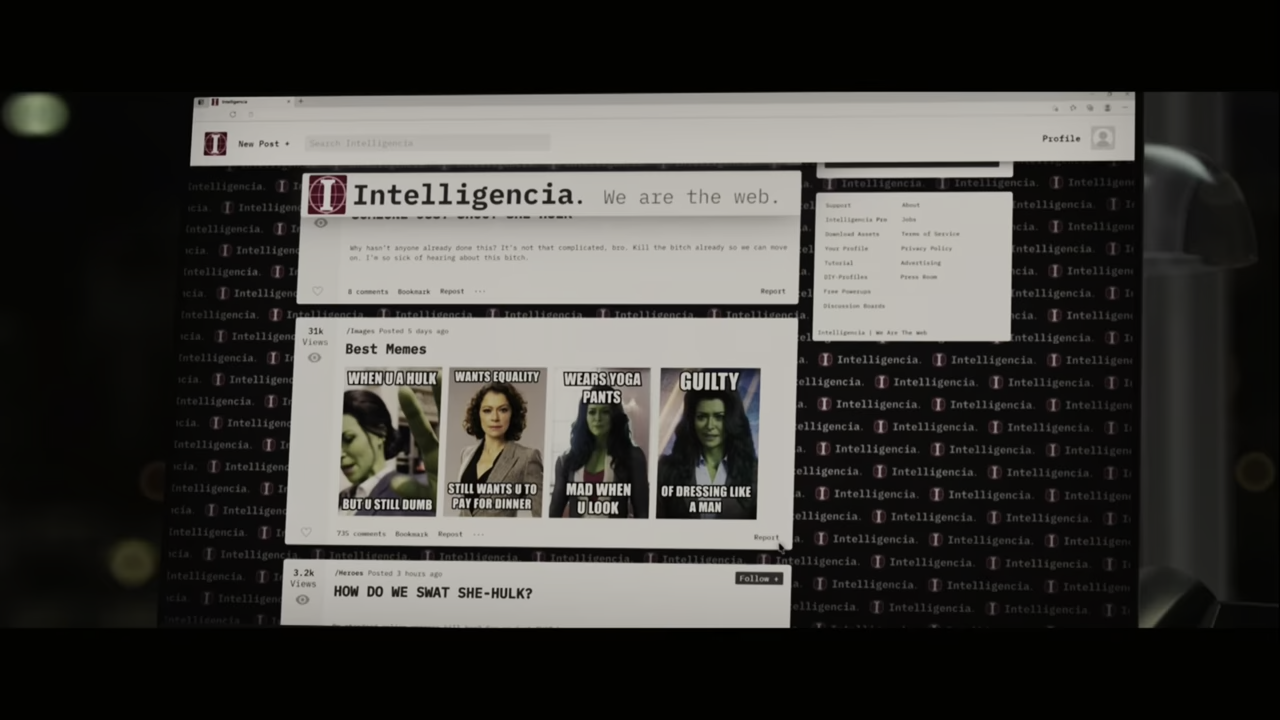 Intelligencia
New Post +
Search Intelligencia
Profile
Intelligencia. We are the web.
Why hasn't anyone already done this? It's not that complicated, bro. Kill the bitch already so we can move
on. I'm so sick of hearing about this bitch.
8 comments Bookmark Repost ...
Report
Support About
Intelligencia Pro Jobs
Download Assets Terms of Service
Your Profile Privacy Policy
Tutorial Advertising
DIY Profiles Press Room
Free Powerups
Discussion Boards
Intelligencia | We Are The Web
31k
Views
/Images Posted 5 days ago
Best Memes
WHEN U A HULK
BUT U STILL DUMB
WANTS EQUALITY
STILL WANTS U TO
PAY FOR DINNER
WEARS YOGA
PANTS
MAD WHEN
U LOOK
GUILTY
OF DRESSING LIKE
A MAN
735 comments Bookmark Repost ...
Report
3.2k
Views
/Heroes Posted 3 hours ago
Follow +
HOW DO WE SWAT SHE-HULK?